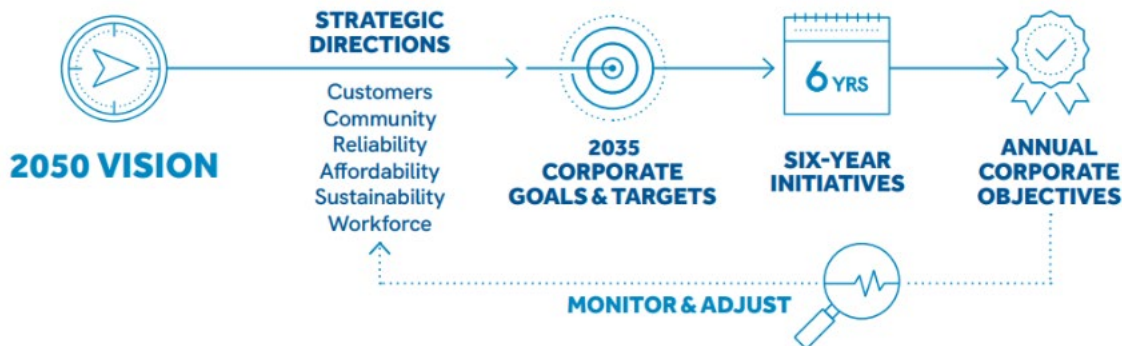 STRATEGIC
DIRECTIONS
Customers
Community
Reliability
Affordability
Sustainability
Workforce
2050 VISION
2035
CORPORATE
GOALS & TARGETS
6 YRS
SIX-YEAR
INITIATIVES
ANNUAL
CORPORATE
OBJECTIVES
MONITOR & ADJUST